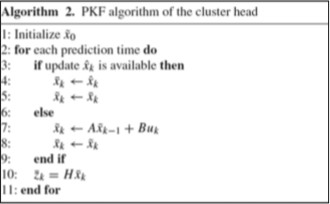 Algorithm 2. PKF algorithm of the cluster head
1: Initialize x̄0
2: for each prediction time do
3: if update x̂k is available then
4: x̄k ← x̂k
5: x̄k ← x̄k
6: else
7: x̄k ← Ax̄k−1 + Buk
8: x̄k ← x̄k
9: end if
10: z̄k = Hx̄k
11: end for